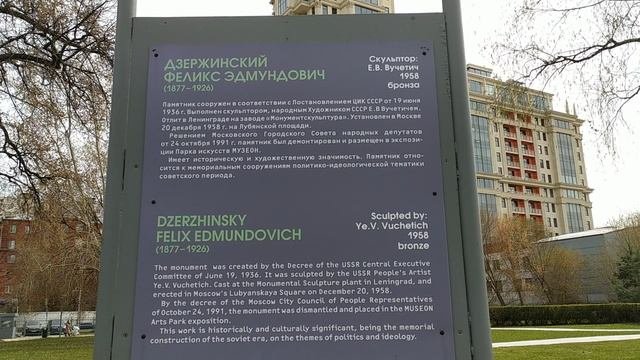 ДЗЕРЖИНСКИЙ
ФЕЛИКС ЭДМУНДОВИЧ
(1877–1926)
Скульптор:
Е.В. Вучетич
1958
бронза
Памятник сооружен в соответствии с Постановлением ЦИК СССР от 19 июня
1936 г. Выполнен скульптором, народным Художником СССР Е.В Вучетичем.
Отлит в Ленинграде на заводе «Монументскульптура». Установлен в Москве
20 декабря 1958 г. на Лубянской площади.
Решением Московского Городского Совета народных депутатов
от 24 октября 1991 г. памятник был демонтирован и размещен в экспози-
ции Парка искусств МУЗЕОН.
Имеет историческую и художественную значимость. Памятник отно-
сится к мемориальным сооружениям политико-идеологической тематики
советского периода.
DZERZHINSKY
FELIX EDMUNDOVICH
(1877–1926)
Sculpted by:
Ye.V. Vuchetich
1958
bronze
The monument was created by the Decree of the USSR Central Executive
Committee of June 19, 1936. It was sculpted by the USSR People's Artist
Ye.V. Vuchetich. Cast at the Monumental Sculpture plant in Leningrad, and
erected in Moscow's Lubyanskaya Square on December 20, 1958.
By the decree of the Moscow City Council of People Representatives
of October 24, 1991, the monument was dismantled and placed in the MUSEON
Arts Park exposition.
This work is historically and culturally significant, being the memorial
construction of the soviet era, on the themes of politics and ideology.